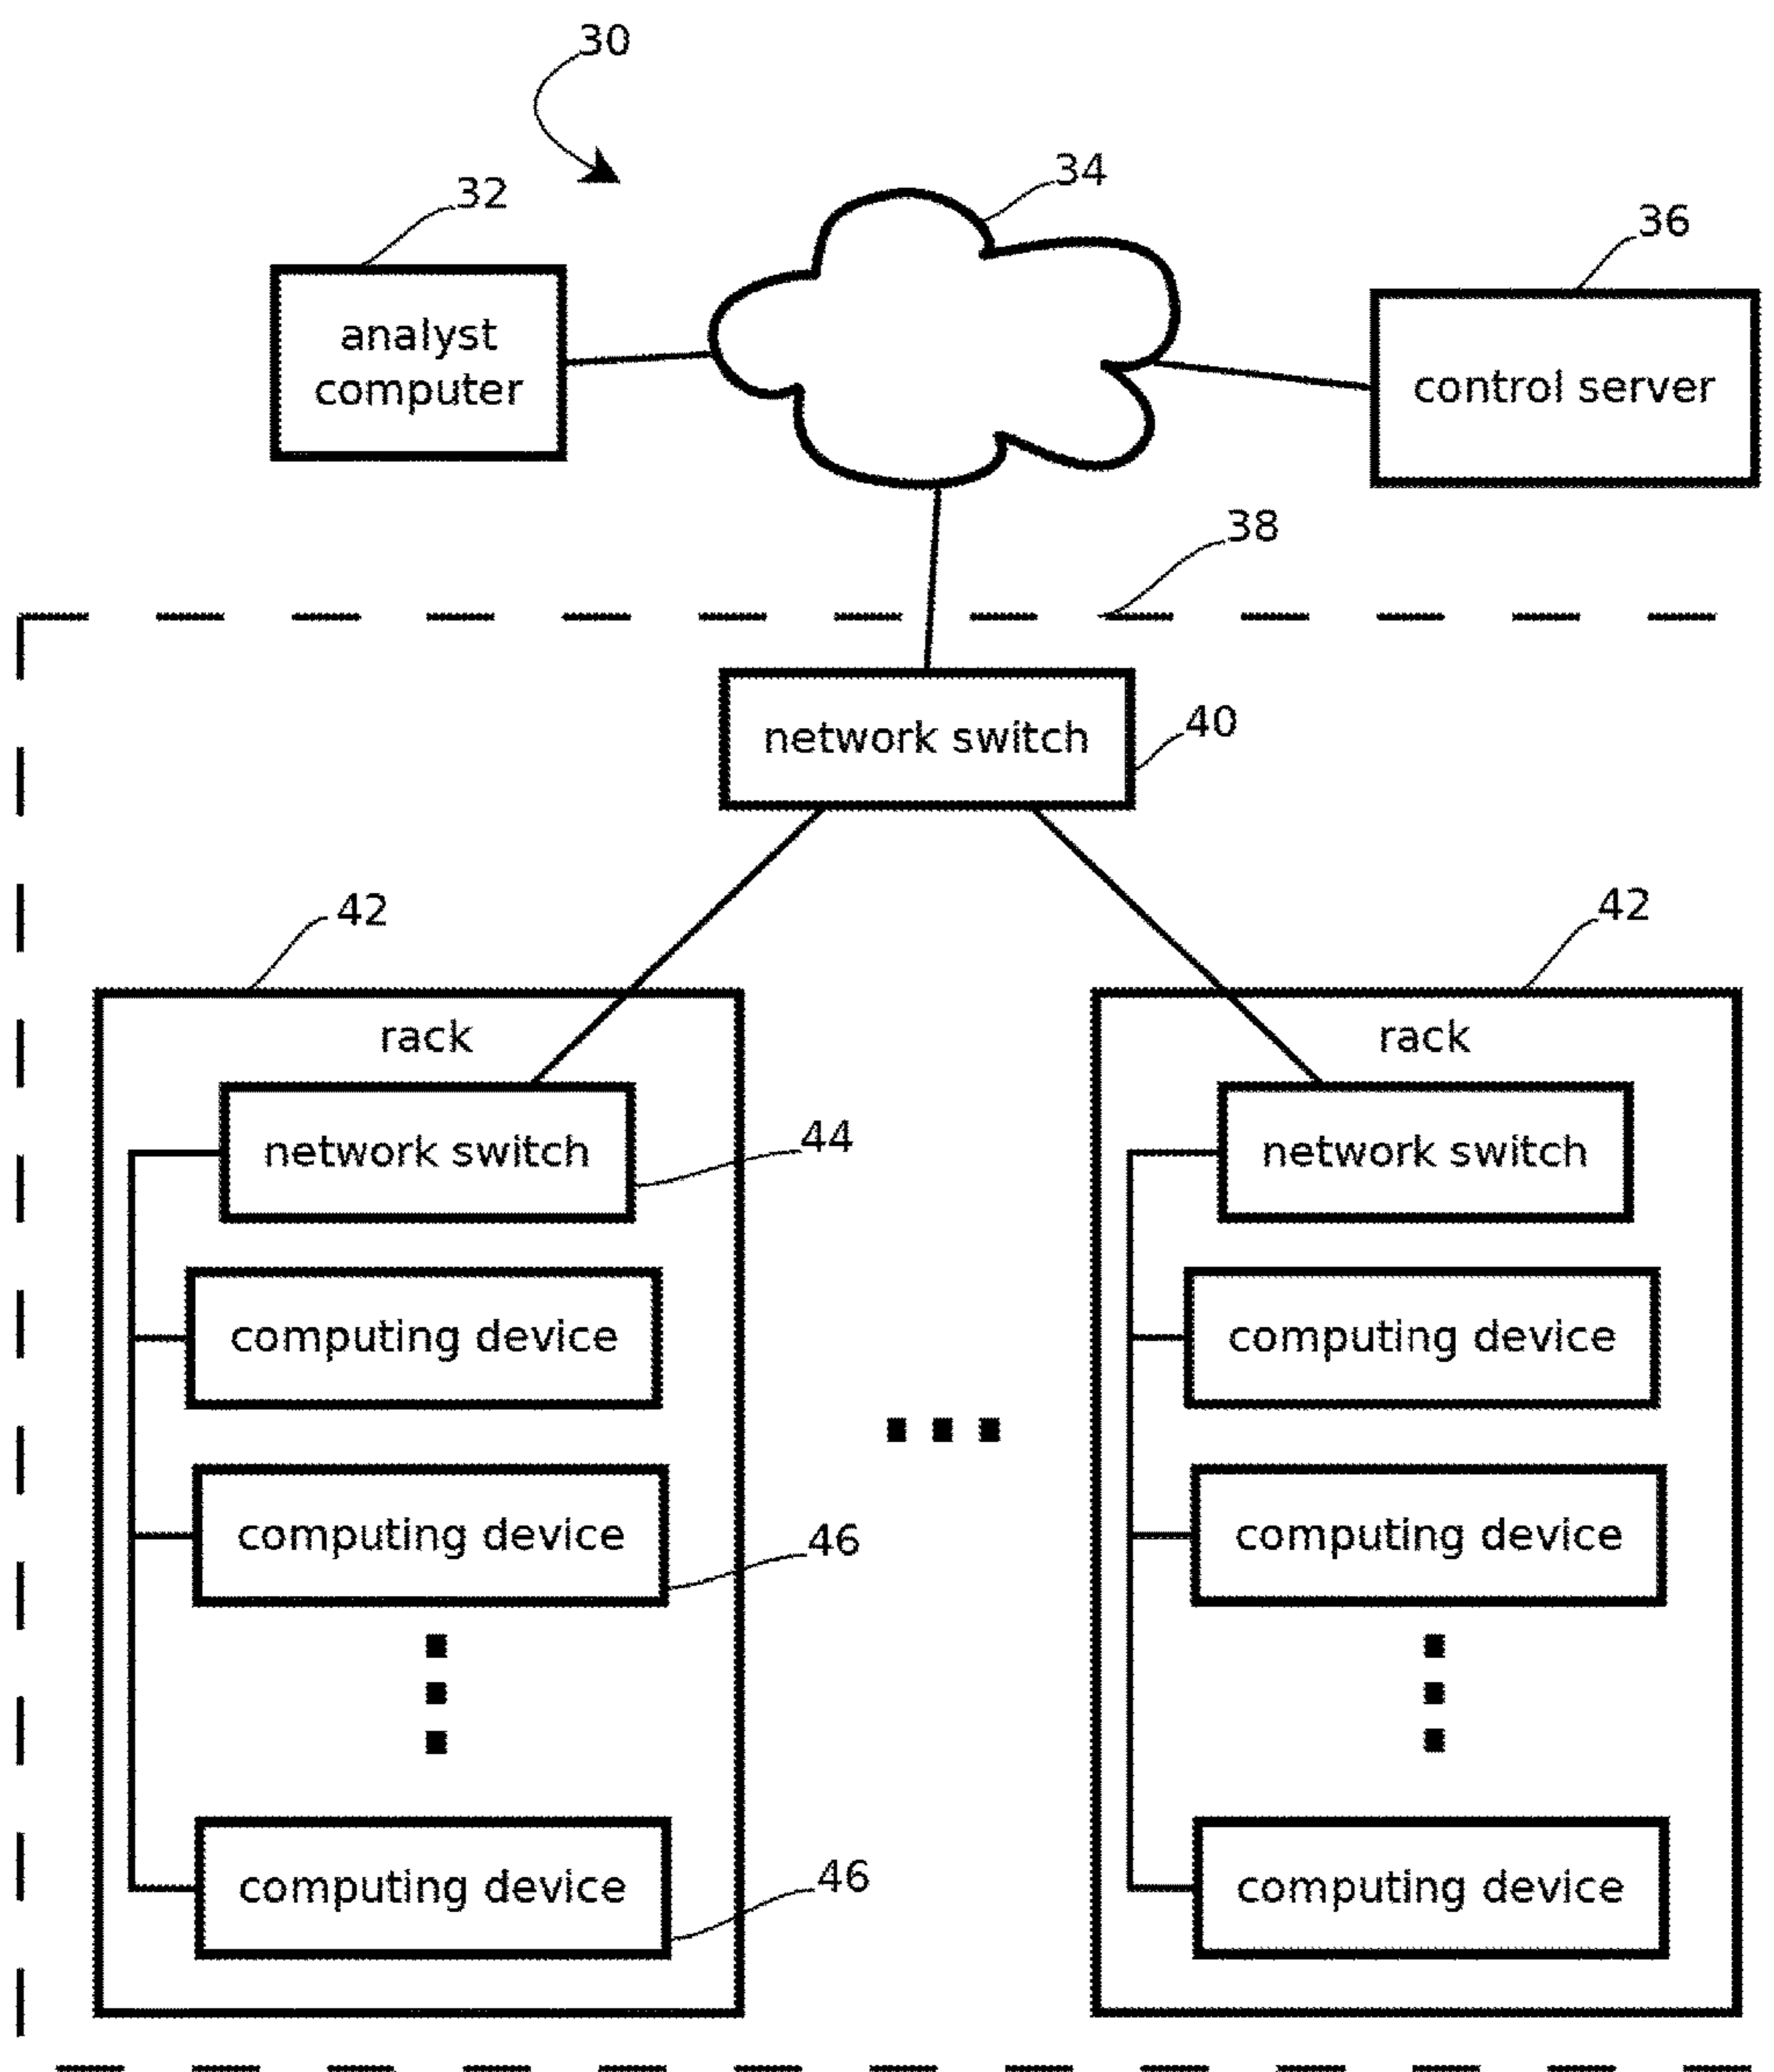 30
34
32
36
analyst
computer
control server
38
network switch
40
42
42
rack
rack
network switch
44
network switch
computing device
computing device
computing device
46
computing device
computing device
46
computing device